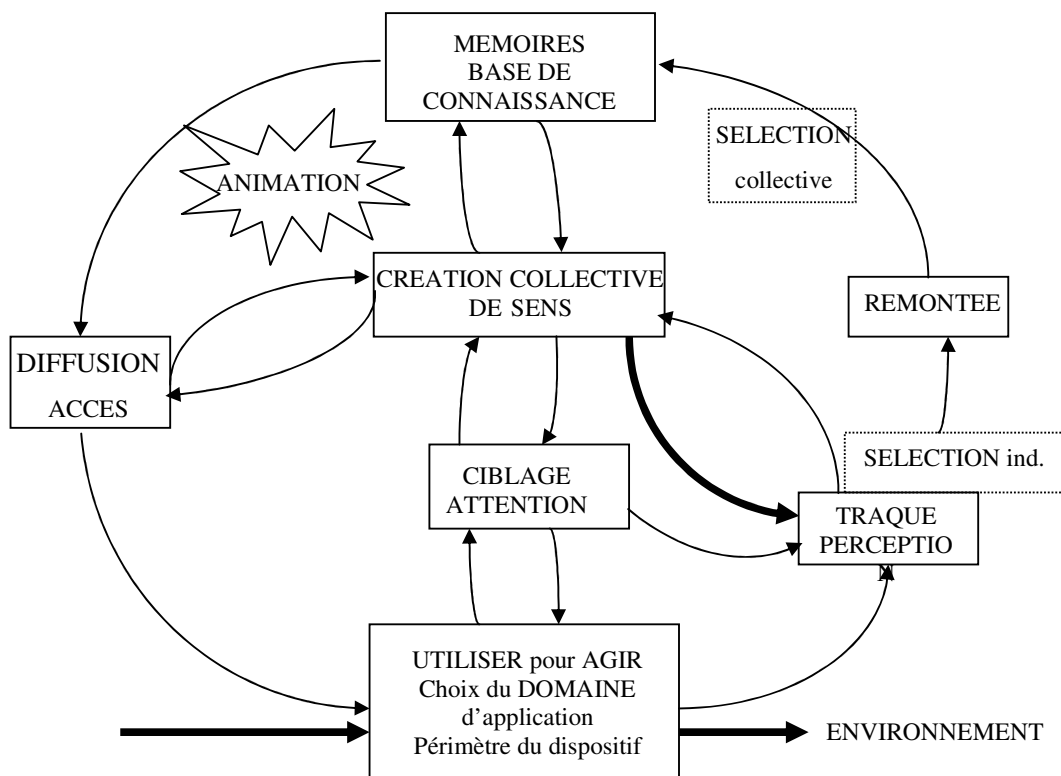 MEMOIRES
BASE DE
CONNAISSANCE
SELECTION
collective
ANIMATION
CREATION COLLECTIVE
DE SENS
REMONTEE
DIFFUSION
ACCES
SELECTION ind.
CIBLAGE
ATTENTION
TRAQUE
PERCEPTIO
N
UTILISER pour AGIR
Choix du DOMAINE
d’application
Périmètre du dispositif
ENVIRONNEMENT